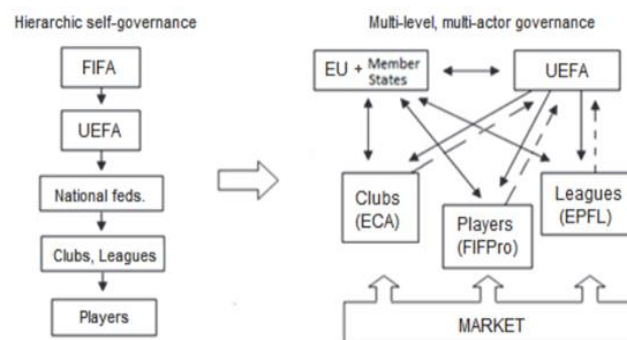 Hierarchic self-governance
FIFA
UEFA
National feds.
Clubs, Leagues
Players
Multi-level, multi-actor governance
EU + Member
States
UEFA
Clubs
(ECA)
Players
(FIFPro)
Leagues
(EPFL)
MARKET